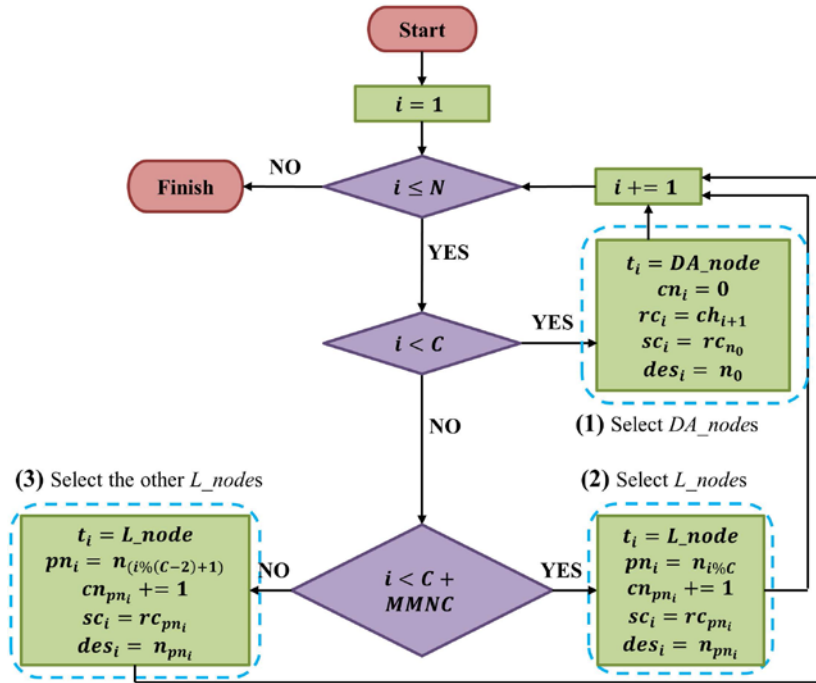 Start
i = 1
i ≤ N
NO
Finish
i += 1
YES
t_i = DA_node
cn_i = 0
rc_i = ch_{i+1}
sc_i = rc_{n_0}
des_i = n_0
i < C
YES
(1) Select DA_nodes
NO
(3) Select the other L_nodes
t_i = L_node
pn_i = n_{(i%(C-2)+1)}
cn_{pn_i} += 1
sc_i = rc_{pn_i}
des_i = n_{pn_i}
NO
i < C +
MMNC
YES
(2) Select L_nodes
t_i = L_node
pn_i = n_{i%C}
cn_{pn_i} += 1
sc_i = rc_{pn_i}
des_i = n_{pn_i}